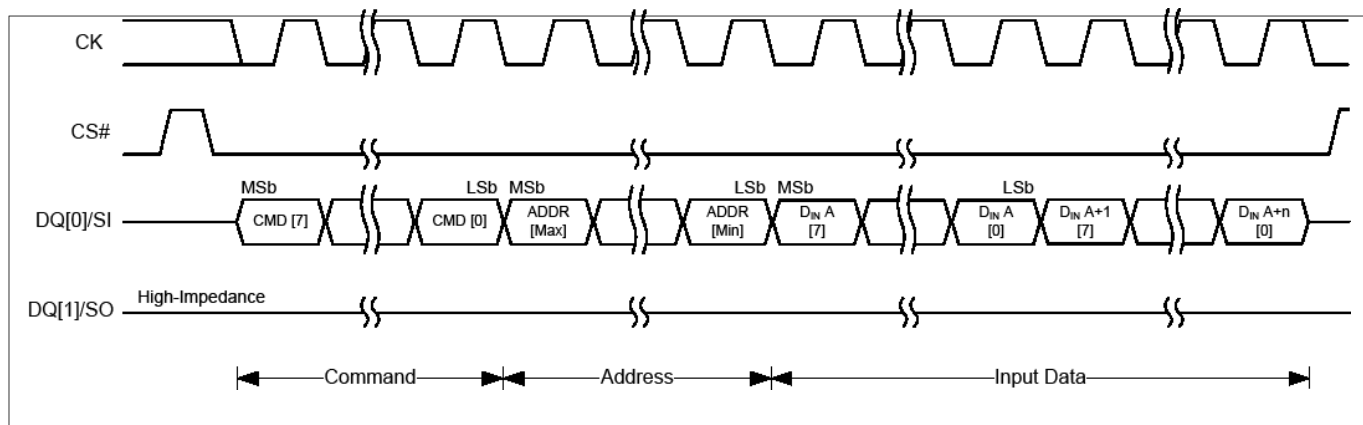 CK
CS#
MSb LSb MSb LSb MSb LSb
DQ[0]/SI CMD [7] CMD [0] ADDR [Max] ADDR [Min] DIN A [7] DIN A [0] DIN A+1 [7] DIN A+n [0]
DQ[1]/SO High-Impedance
Command Address Input Data